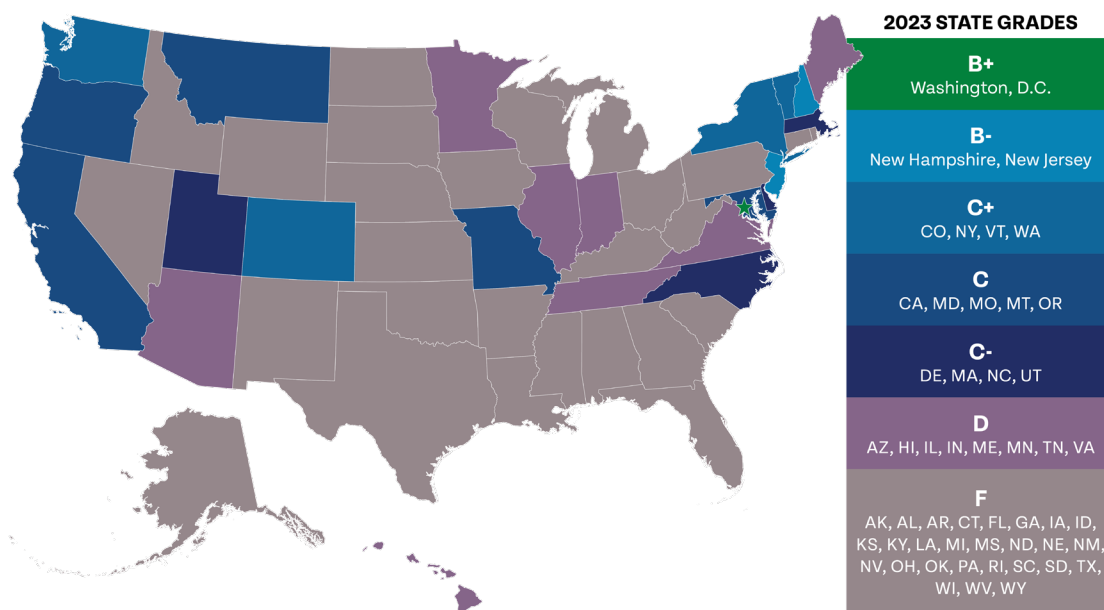 2023 STATE GRADES
B+
Washington, D.C.
B-
New Hampshire, New Jersey
C+
CO, NY, VT, WA
C
CA, MD, MO, MT, OR
C-
DE, MA, NC, UT
D
AZ, HI, IL, IN, ME, MN, TN, VA
F
AK, AL, AR, CT, FL, GA, IA, ID,
KS, KY, LA, MI, MS, ND, NE, NM,
NV, OH, OK, PA, RI, SC, SD, TX,
WI, WV, WY